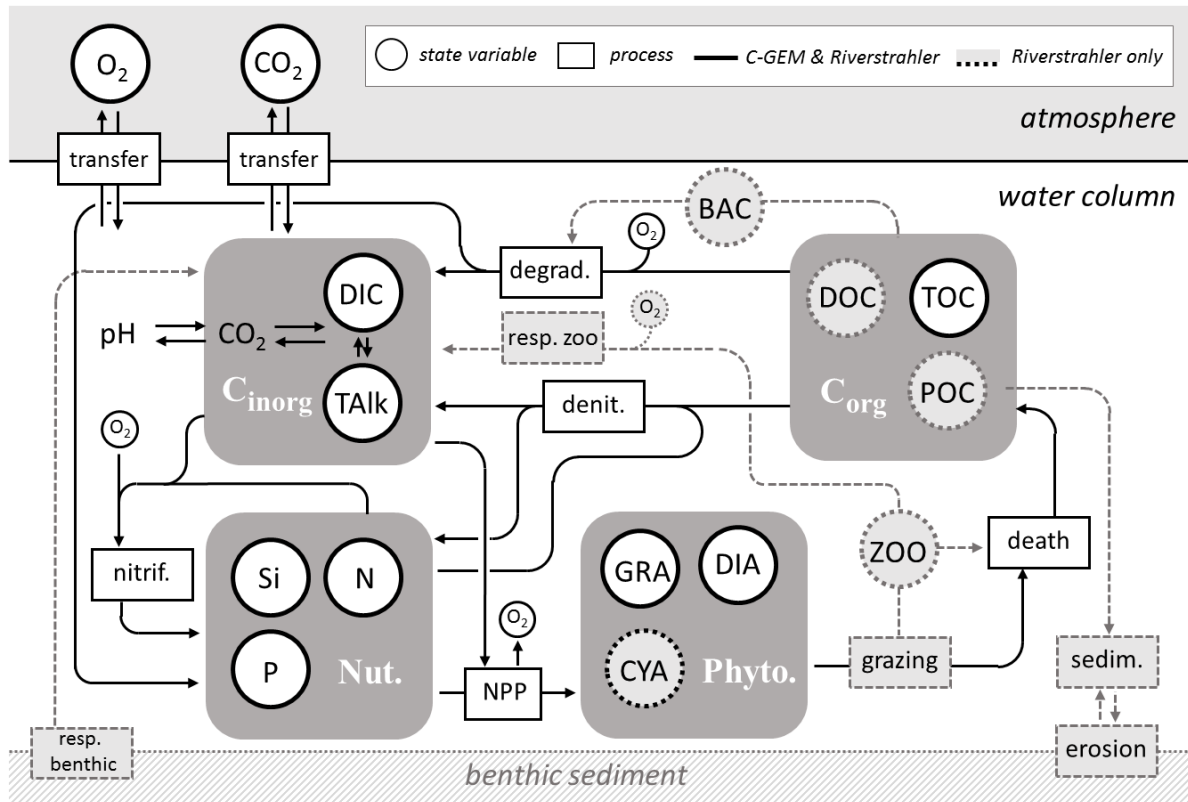 O2
CO2
state variable
process
C-GEM & Riverstrahler
Riverstrahler only
atmosphere
transfer
transfer
water column
BAC
O2
degrad.
DIC
DOC
TOC
O2
resp. zoo
pH
CO2
Cinorg
TAlk
denit.
Corg
POC
O2
nitrif.
Si
N
P
Nut.
O2
NPP
GRA
DIA
CYA
Phyto.
ZOO
death
grazing
sedim.
resp.
benthic
erosion
benthic sediment